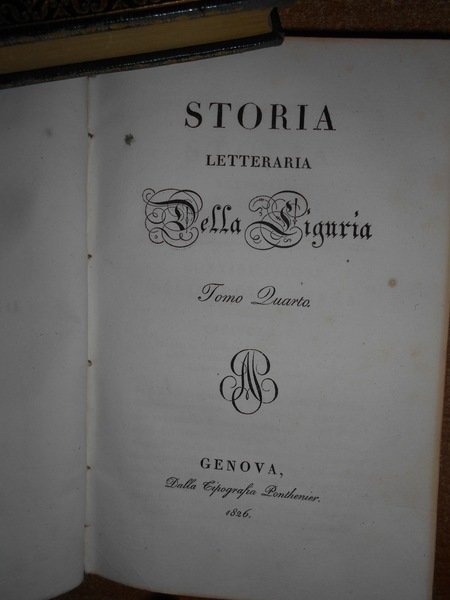 STORIA
LETTERARIA
Della Liguria
Tomo Quarto.
GENOVA,
Dalla Tipografia Ponthenier.
1826.